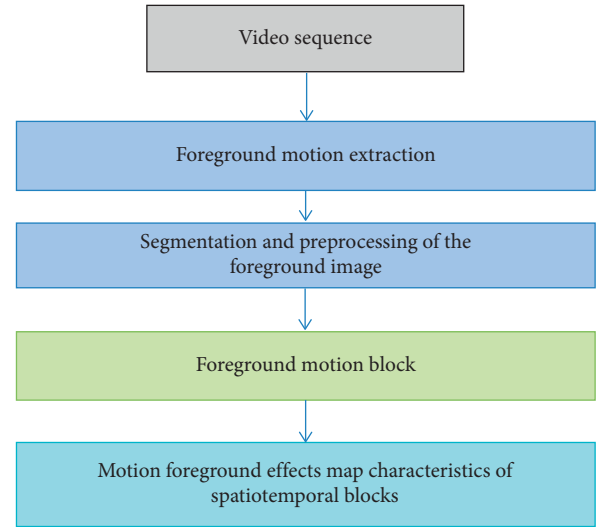 Video sequence
Foreground motion extraction
Segmentation and preprocessing of the
foreground image
Foreground motion block
Motion foreground effects map characteristics of
spatiotemporal blocks